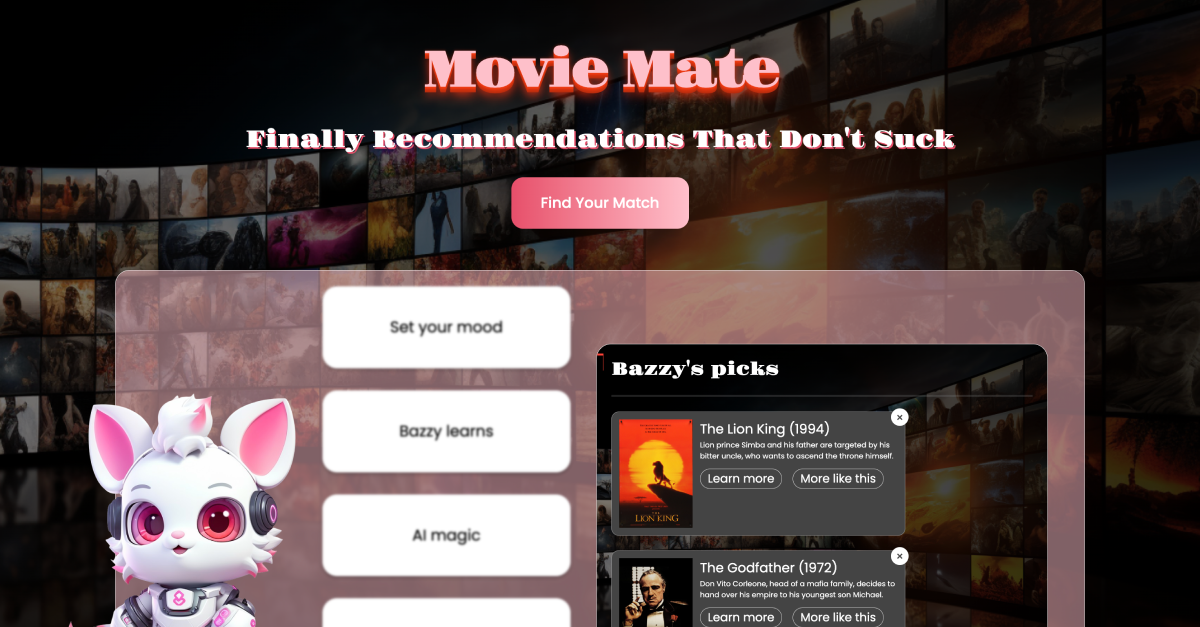 Movie Mate
Finally Recommendations That Don't Suck
Find Your Match
Set your mood
Bazzy learns
AI magic
Bazzy's picks
The Lion King (1994)
Lion prince Simba and his father are targeted by his
bitter uncle, who wants to ascend the throne himself.
Learn more
More like this
THE
LION KING
The Godfather (1972)
Don Vito Corleone, head of a mafia family, decides to
hand over his empire to his youngest son Michael.
Learn more
More like this